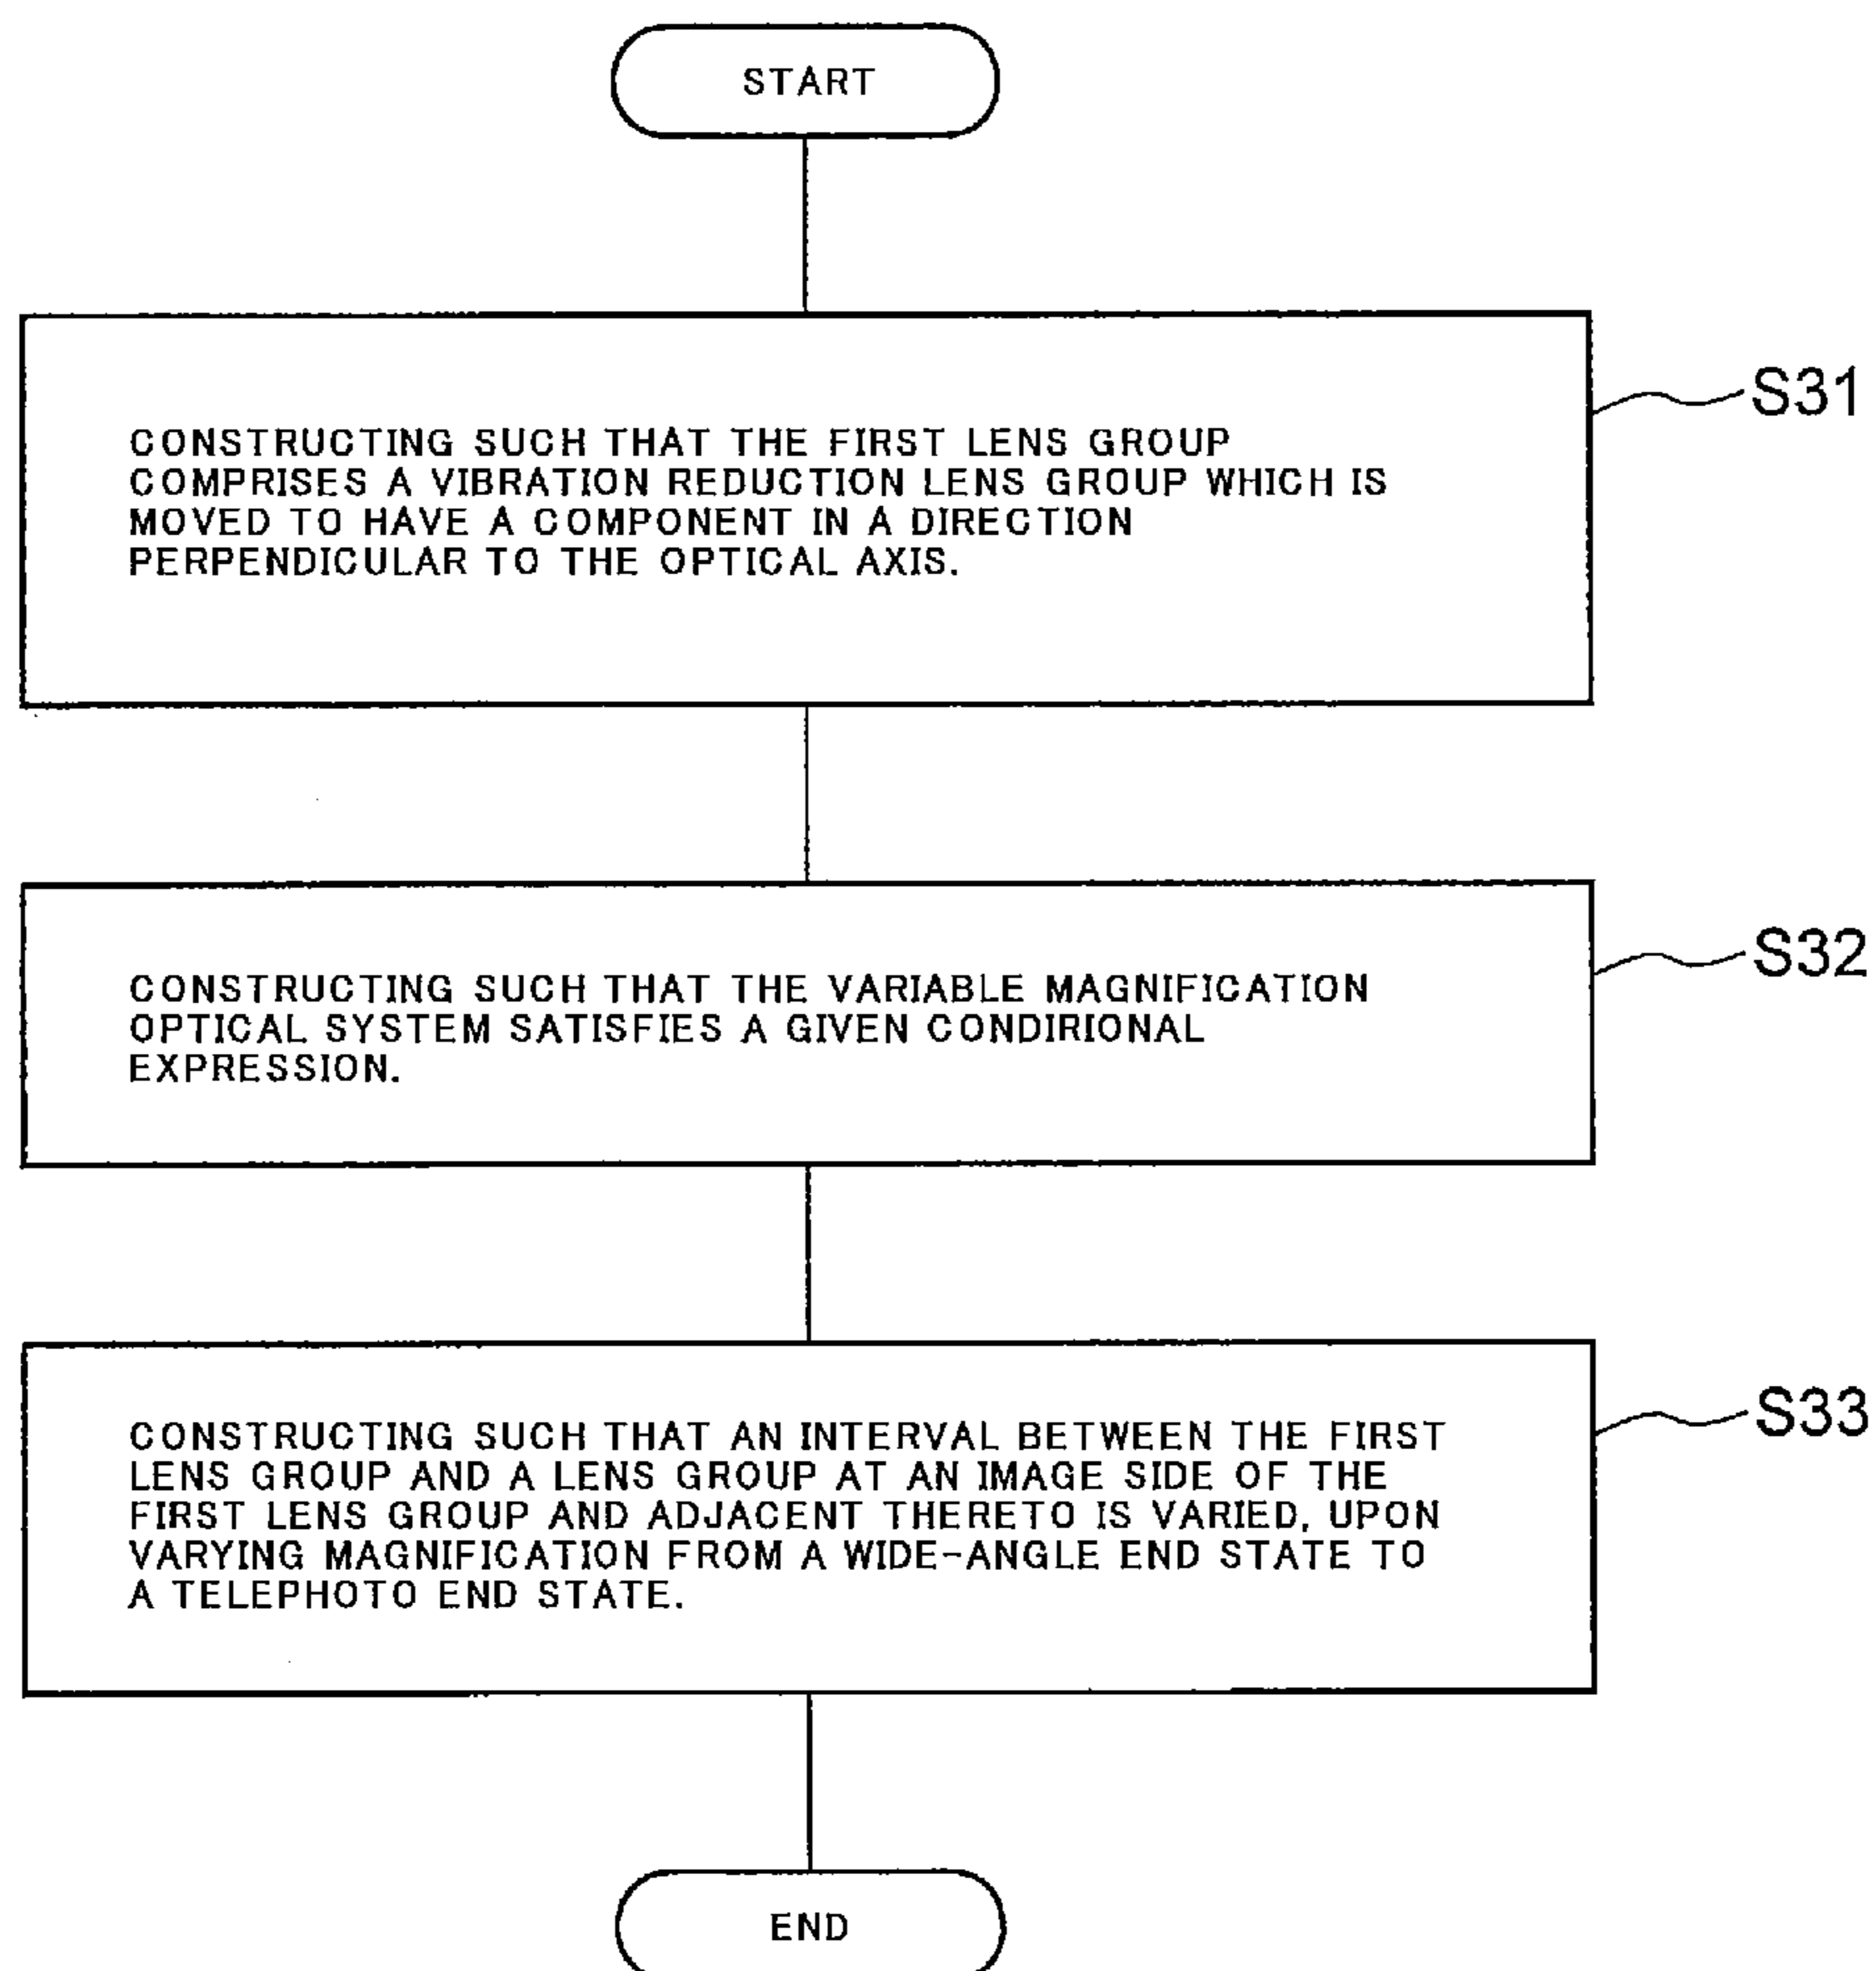 START
S31
CONSTRUCTING SUCH THAT THE FIRST LENS GROUP
COMPRISES A VIBRATION REDUCTION LENS GROUP WHICH IS
MOVED TO HAVE A COMPONENT IN A DIRECTION
PERPENDICULAR TO THE OPTICAL AXIS.
S32
CONSTRUCTING SUCH THAT THE VARIABLE MAGNIFICATION
OPTICAL SYSTEM SATISFIES A GIVEN CONDIRIONAL
EXPRESSION.
S33
CONSTRUCTING SUCH THAT AN INTERVAL BETWEEN THE FIRST
LENS GROUP AND A LENS GROUP AT AN IMAGE SIDE OF THE
FIRST LENS GROUP AND ADJACENT THERETO IS VARIED, UPON
VARYING MAGNIFICATION FROM A WIDE-ANGLE END STATE TO
A TELEPHOTO END STATE.
END